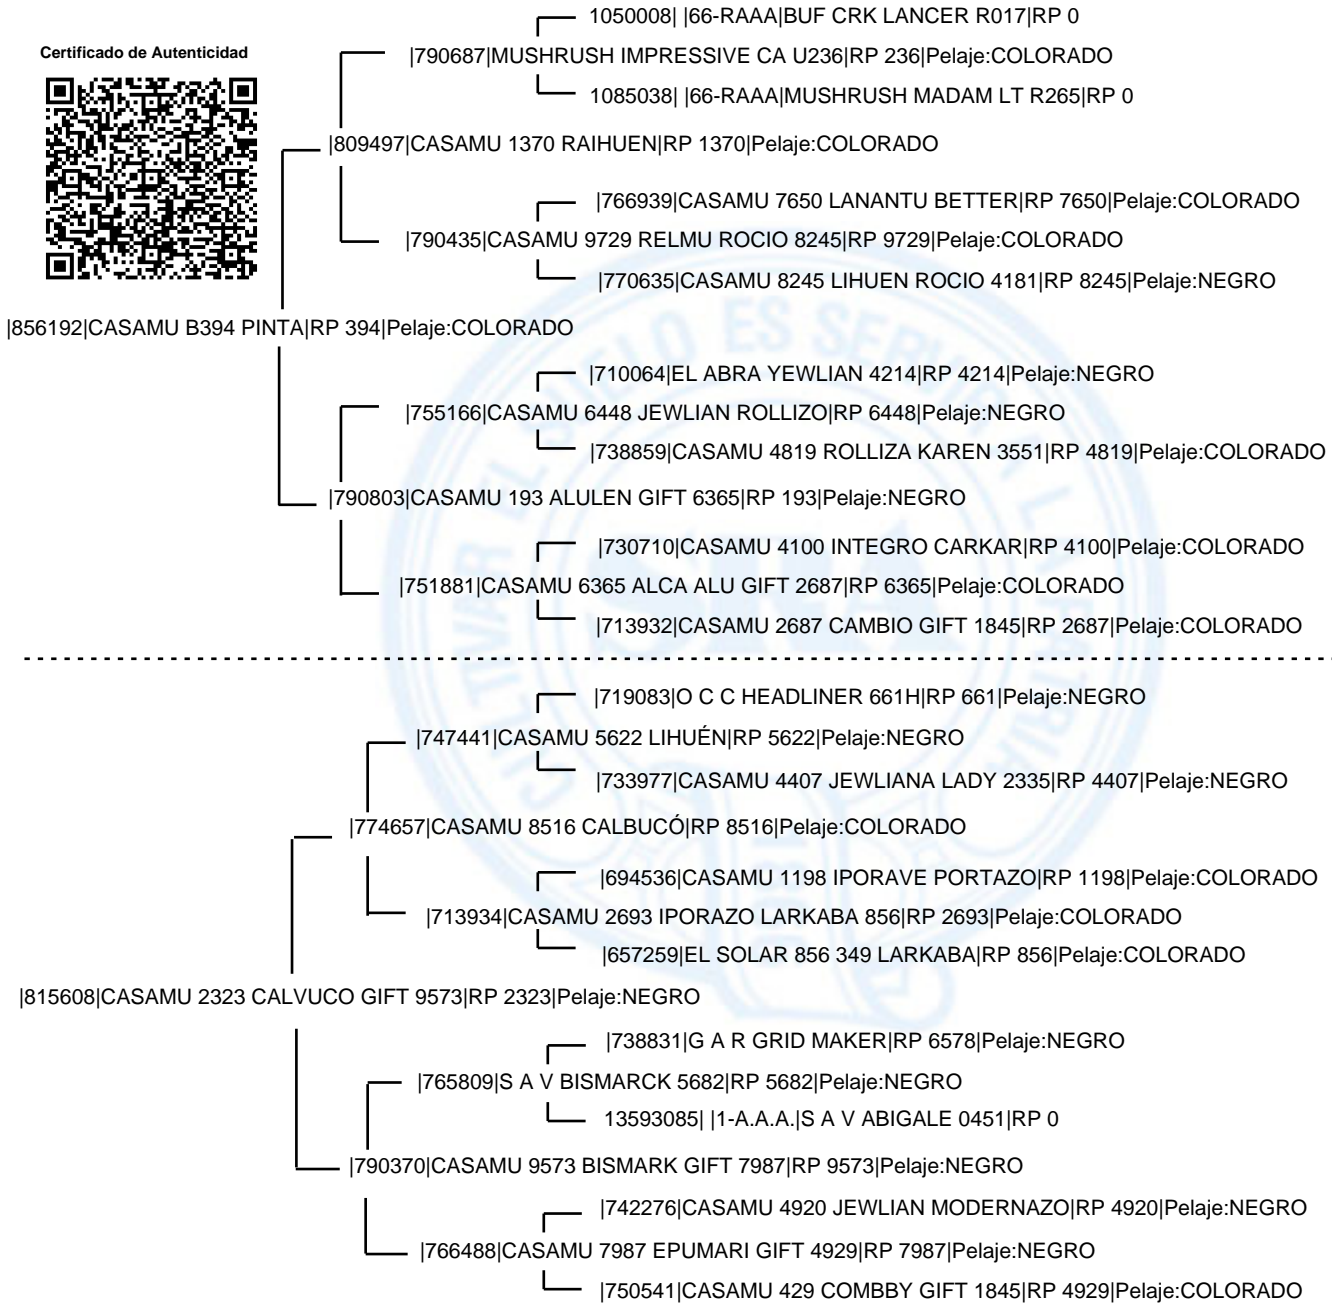 1050008| |66-RAAA|BUF CRK LANCER R017|RP 0
Certificado de Autenticidad
|790687|MUSHRUSH IMPRESSIVE CA U236|RP 236|Pelaje:COLORADO
1085038| |66-RAAA|MUSHRUSH MADAM LT R265|RP 0
|809497|CASAMU 1370 RAIHUEN|RP 1370|Pelaje:COLORADO
|766939|CASAMU 7650 LANANTU BETTER|RP 7650|Pelaje:COLORADO
|790435|CASAMU 9729 RELMU ROCIO 8245|RP 9729|Pelaje:COLORADO
|770635|CASAMU 8245 LIHUEN ROCIO 4181|RP 8245|Pelaje:NEGRO
|856192|CASAMU B394 PINTA|RP 394|Pelaje:COLORADO
|710064|EL ABRA YEWLIAN 4214|RP 4214|Pelaje:NEGRO
|755166|CASAMU 6448 JEWLIAN ROLLIZO|RP 6448|Pelaje:NEGRO
|738859|CASAMU 4819 ROLLIZA KAREN 3551|RP 4819|Pelaje:COLORADO
|790803|CASAMU 193 ALULEN GIFT 6365|RP 193|Pelaje:NEGRO
|730710|CASAMU 4100 INTEGRO CARKAR|RP 4100|Pelaje:COLORADO
|751881|CASAMU 6365 ALCA ALU GIFT 2687|RP 6365|Pelaje:COLORADO
|713932|CASAMU 2687 CAMBIO GIFT 1845|RP 2687|Pelaje:COLORADO
|719083|O C C HEADLINER 661H|RP 661|Pelaje:NEGRO
|747441|CASAMU 5622 LIHUÉN|RP 5622|Pelaje:NEGRO
|733977|CASAMU 4407 JEWLIANA LADY 2335|RP 4407|Pelaje:NEGRO
|774657|CASAMU 8516 CALBUCÓ|RP 8516|Pelaje:COLORADO
|694536|CASAMU 1198 IPORAVE PORTAZO|RP 1198|Pelaje:COLORADO
|713934|CASAMU 2693 IPORAZO LARKABA 856|RP 2693|Pelaje:COLORADO
|657259|EL SOLAR 856 349 LARKABA|RP 856|Pelaje:COLORADO
|815608|CASAMU 2323 CALVUCO GIFT 9573|RP 2323|Pelaje:NEGRO
|738831|G A R GRID MAKER|RP 6578|Pelaje:NEGRO
|765809|S A V BISMARCK 5682|RP 5682|Pelaje:NEGRO
13593085| |1-A.A.A.|S A V ABIGALE 0451|RP 0
|790370|CASAMU 9573 BISMARK GIFT 7987|RP 9573|Pelaje:NEGRO
|742276|CASAMU 4920 JEWLIAN MODERNAZO|RP 4920|Pelaje:NEGRO
|766488|CASAMU 7987 EPUMARI GIFT 4929|RP 7987|Pelaje:NEGRO
|750541|CASAMU 429 COMBBY GIFT 1845|RP 4929|Pelaje:COLORADO
CULTIVAR EL SUELO ES SERVIR A LA PATRIA
SRA
1866